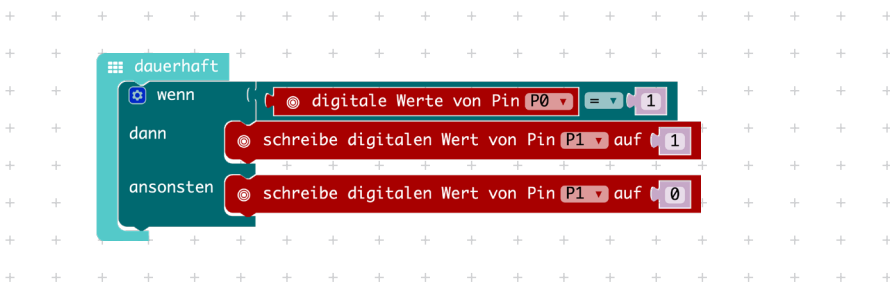 dauerhaft
wenn digitale Werte von Pin P0 = 1
dann schreibe digitalen Wert von Pin P1 auf 1
ansonsten schreibe digitalen Wert von Pin P1 auf 0